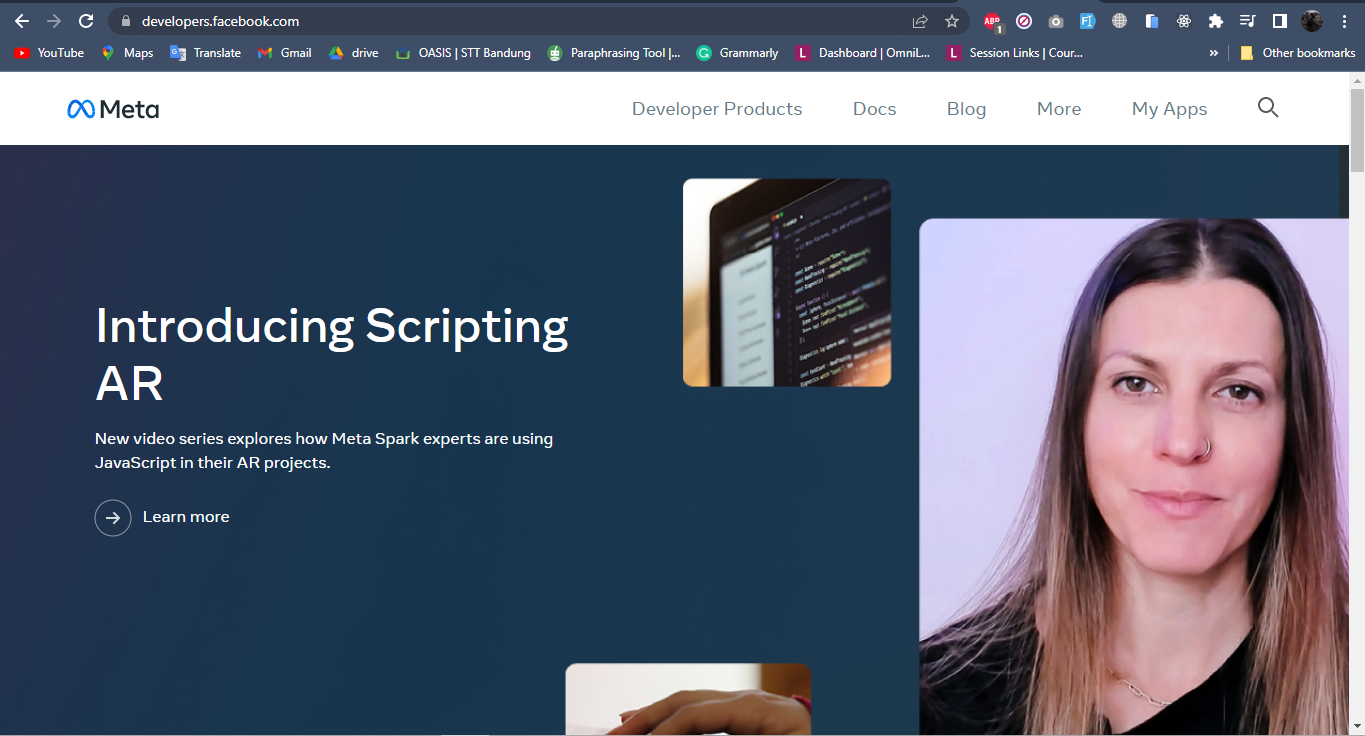 developers.facebook.com
ABP
1
YouTube
Maps
Translate
Gmail
drive
OASIS | STT Bandung
Paraphrasing Tool |...
Grammarly
L
Dashboard | OmniL...
L
Session Links | Cour...
»
Other bookmarks
Meta
Developer Products
Docs
Blog
More
My Apps
Introducing Scripting
AR
New video series explores how Meta Spark experts are using
JavaScript in their AR projects.
Learn more